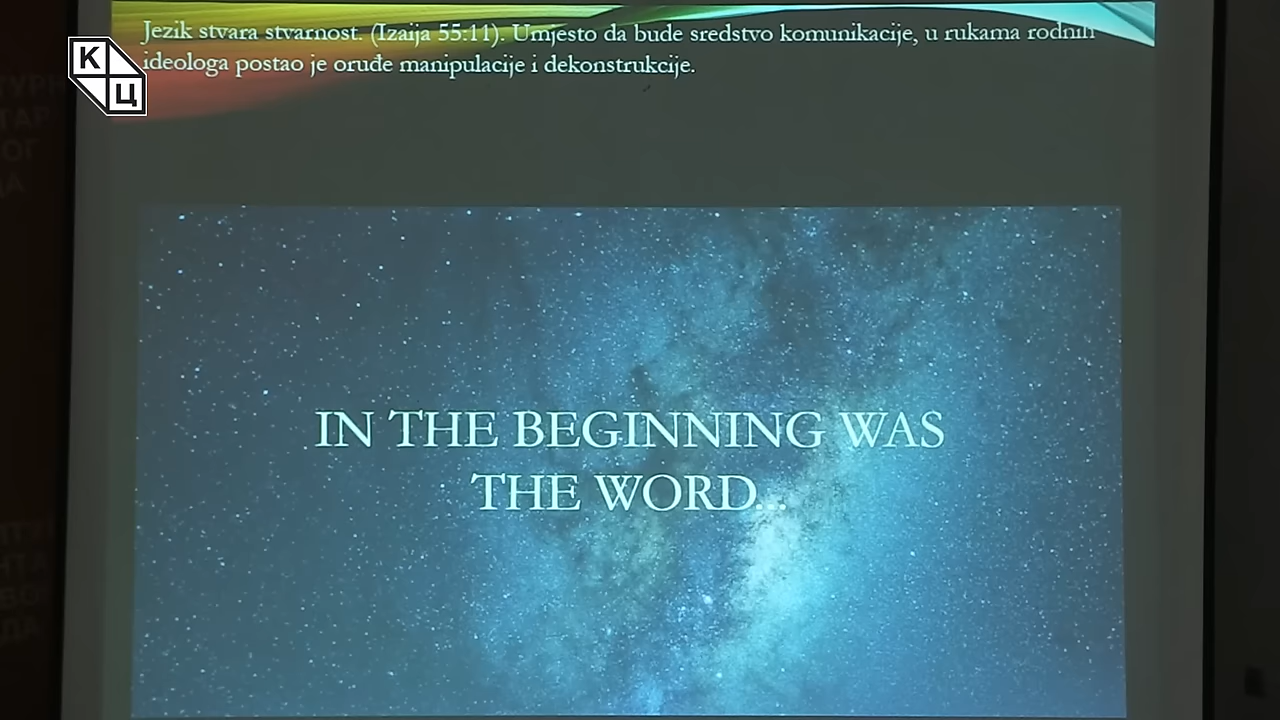 Jezik stvara stvarnost. (Izaija 55:11). Umjesto da bude sredstvo komunikacije, u rukama rodnih
ideologa postao je oruđe manipulacije i dekonstrukcije.
К
Ц
IN THE BEGINNING WAS
THE WORD...